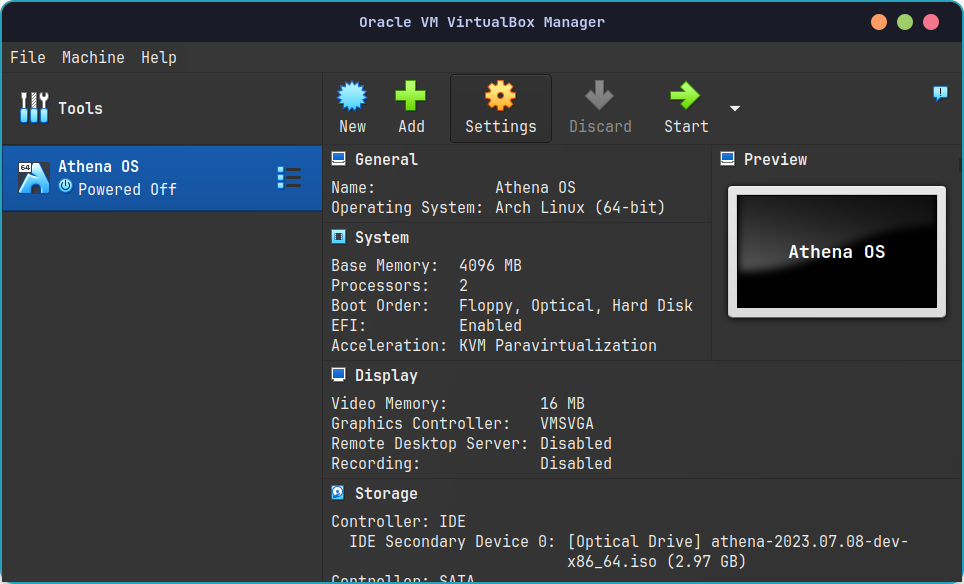 Oracle VM VirtualBox Manager
File Machine Help
Tools
New Add Settings Discard Start
64
Athena OS
Powered Off
General
Name: Athena OS
Operating System: Arch Linux (64-bit)
System
Base Memory: 4096 MB
Processors: 2
Boot Order: Floppy, Optical, Hard Disk
EFI: Enabled
Acceleration: KVM Paravirtualization
Preview
Athena OS
Display
Video Memory: 16 MB
Graphics Controller: VMSVGA
Remote Desktop Server: Disabled
Recording: Disabled
Storage
Controller: IDE
IDE Secondary Device 0: [Optical Drive] athena-2023.07.08-dev-
x86_64.iso (2.97 GB)
Controller: SATA